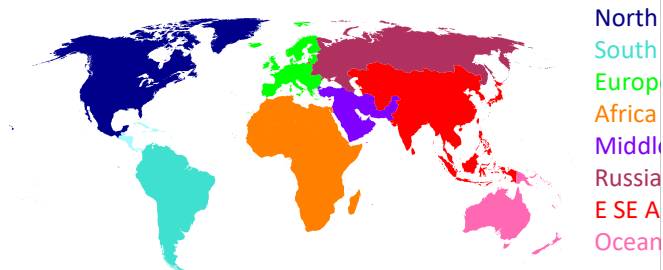 North
South
Europe
Africa
Middle
Russia
E SE A
Ocean